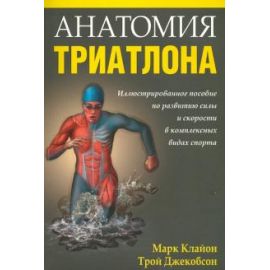 АНАТОМИЯ
ТРИАТЛОНА
Иллюстрированное пособие
по развитию силы
и скорости
в комплексных
видах спорта
Марк Клайон
Трой Джекобсон